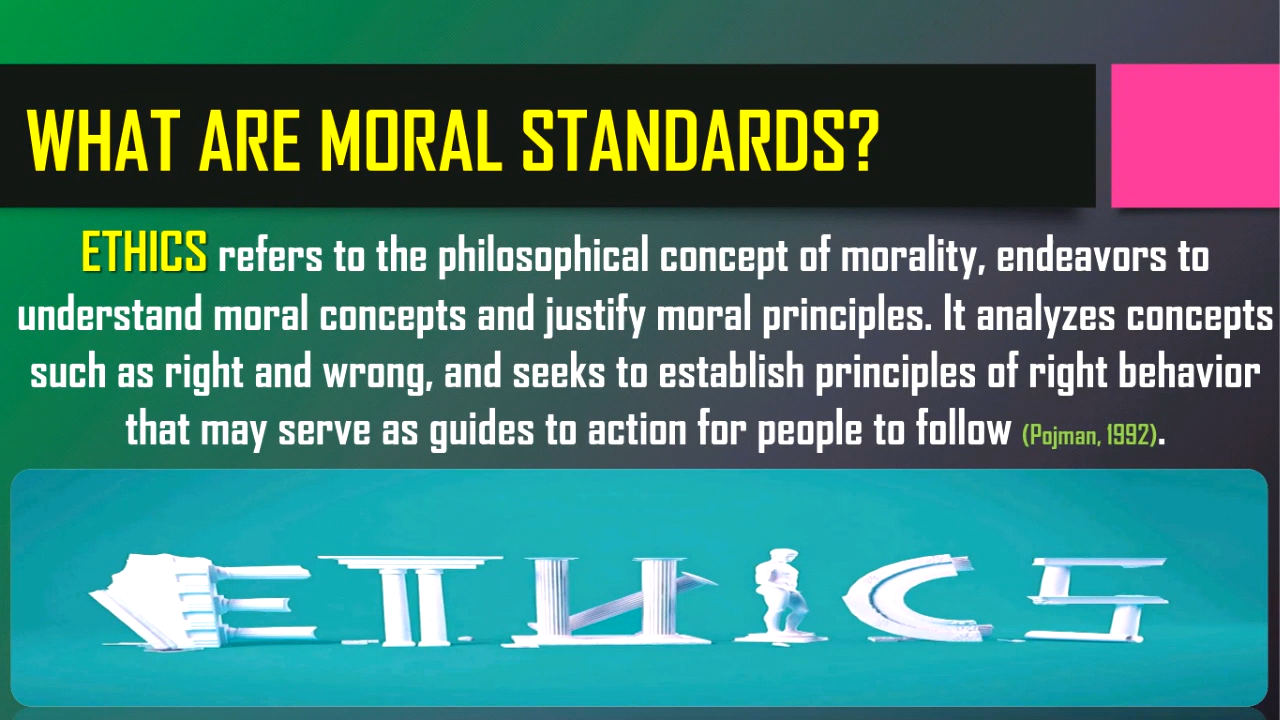 WHAT ARE MORAL STANDARDS?
ETHICS refers to the philosophical concept of morality, endeavors to
understand moral concepts and justify moral principles. It analyzes concepts
such as right and wrong, and seeks to establish principles of right behavior
that may serve as guides to action for people to follow (Pojman, 1992).
ETHICS